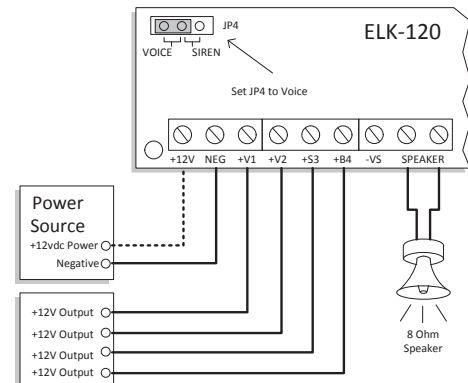 JP4
ELK-120
VOICE SIREN
Set JP4 to Voice
+12V NEG +V1 +V2 +S3 +B4 -VS SPEAKER
Power
Source
+12vdc Power
Negative
+12V Output
+12V Output
+12V Output
+12V Output
8 Ohm
Speaker